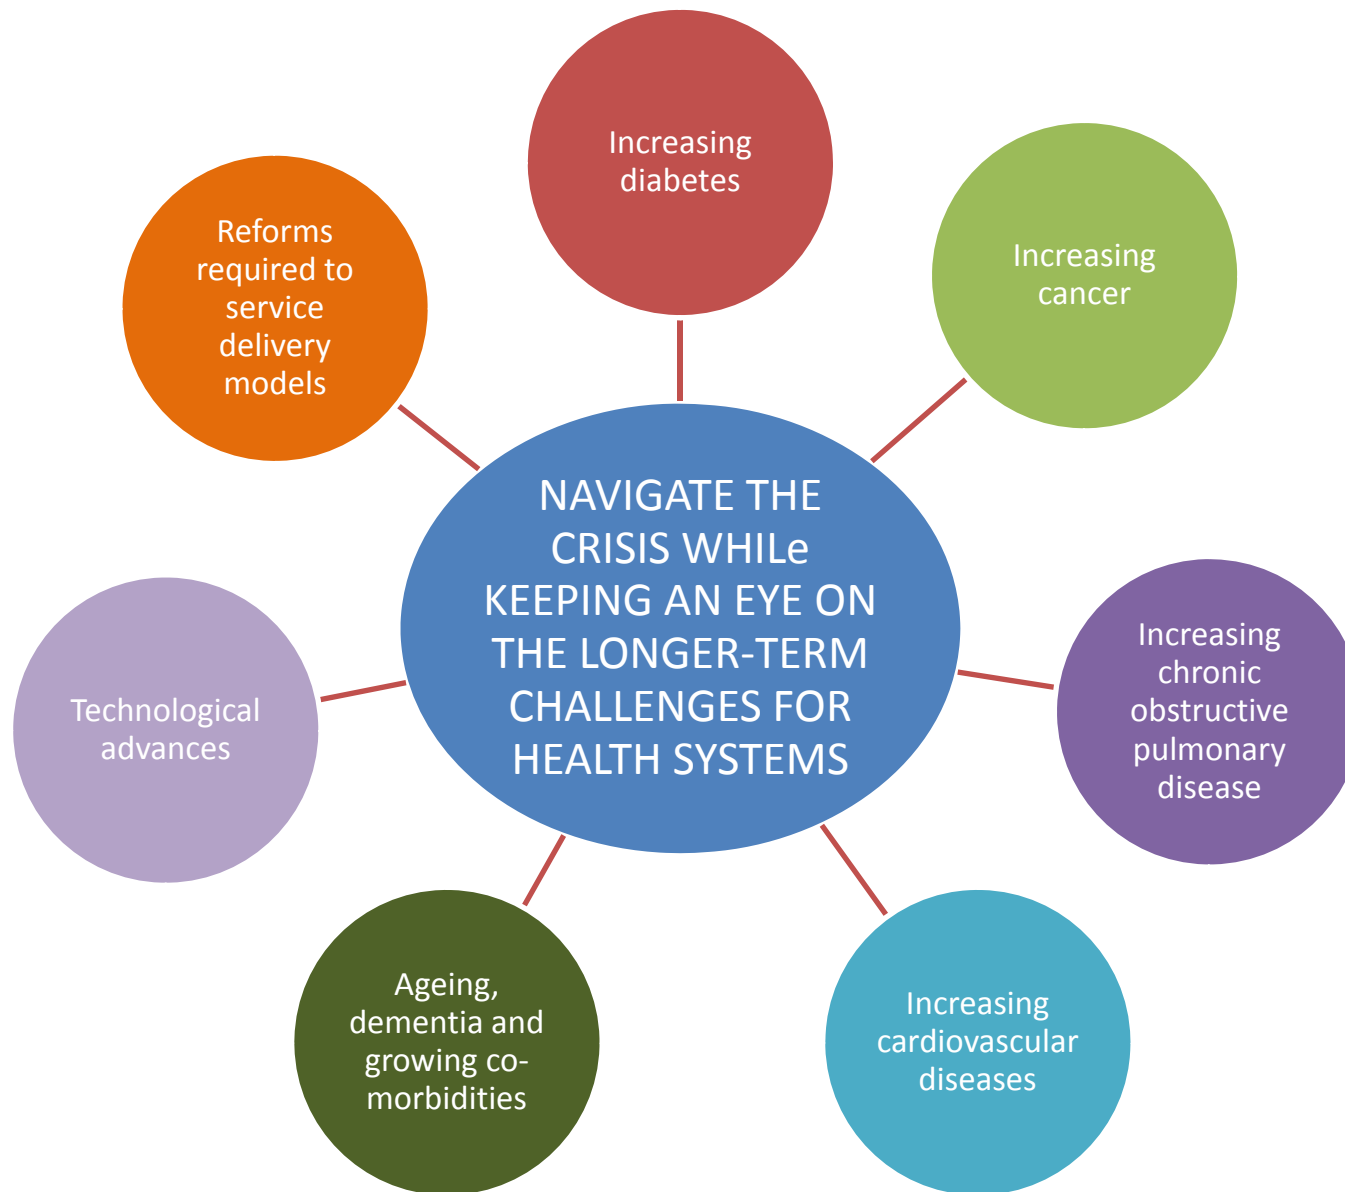 Increasing
diabetes
Increasing
cancer
Increasing
chronic
obstructive
pulmonary
disease
Increasing
cardiovascular
diseases
Ageing,
dementia and
growing co-
morbidities
Technological
advances
Reforms
required to
service
delivery
models
NAVIGATE THE
CRISIS WHILe
KEEPING AN EYE ON
THE LONGER-TERM
CHALLENGES FOR
HEALTH SYSTEMS